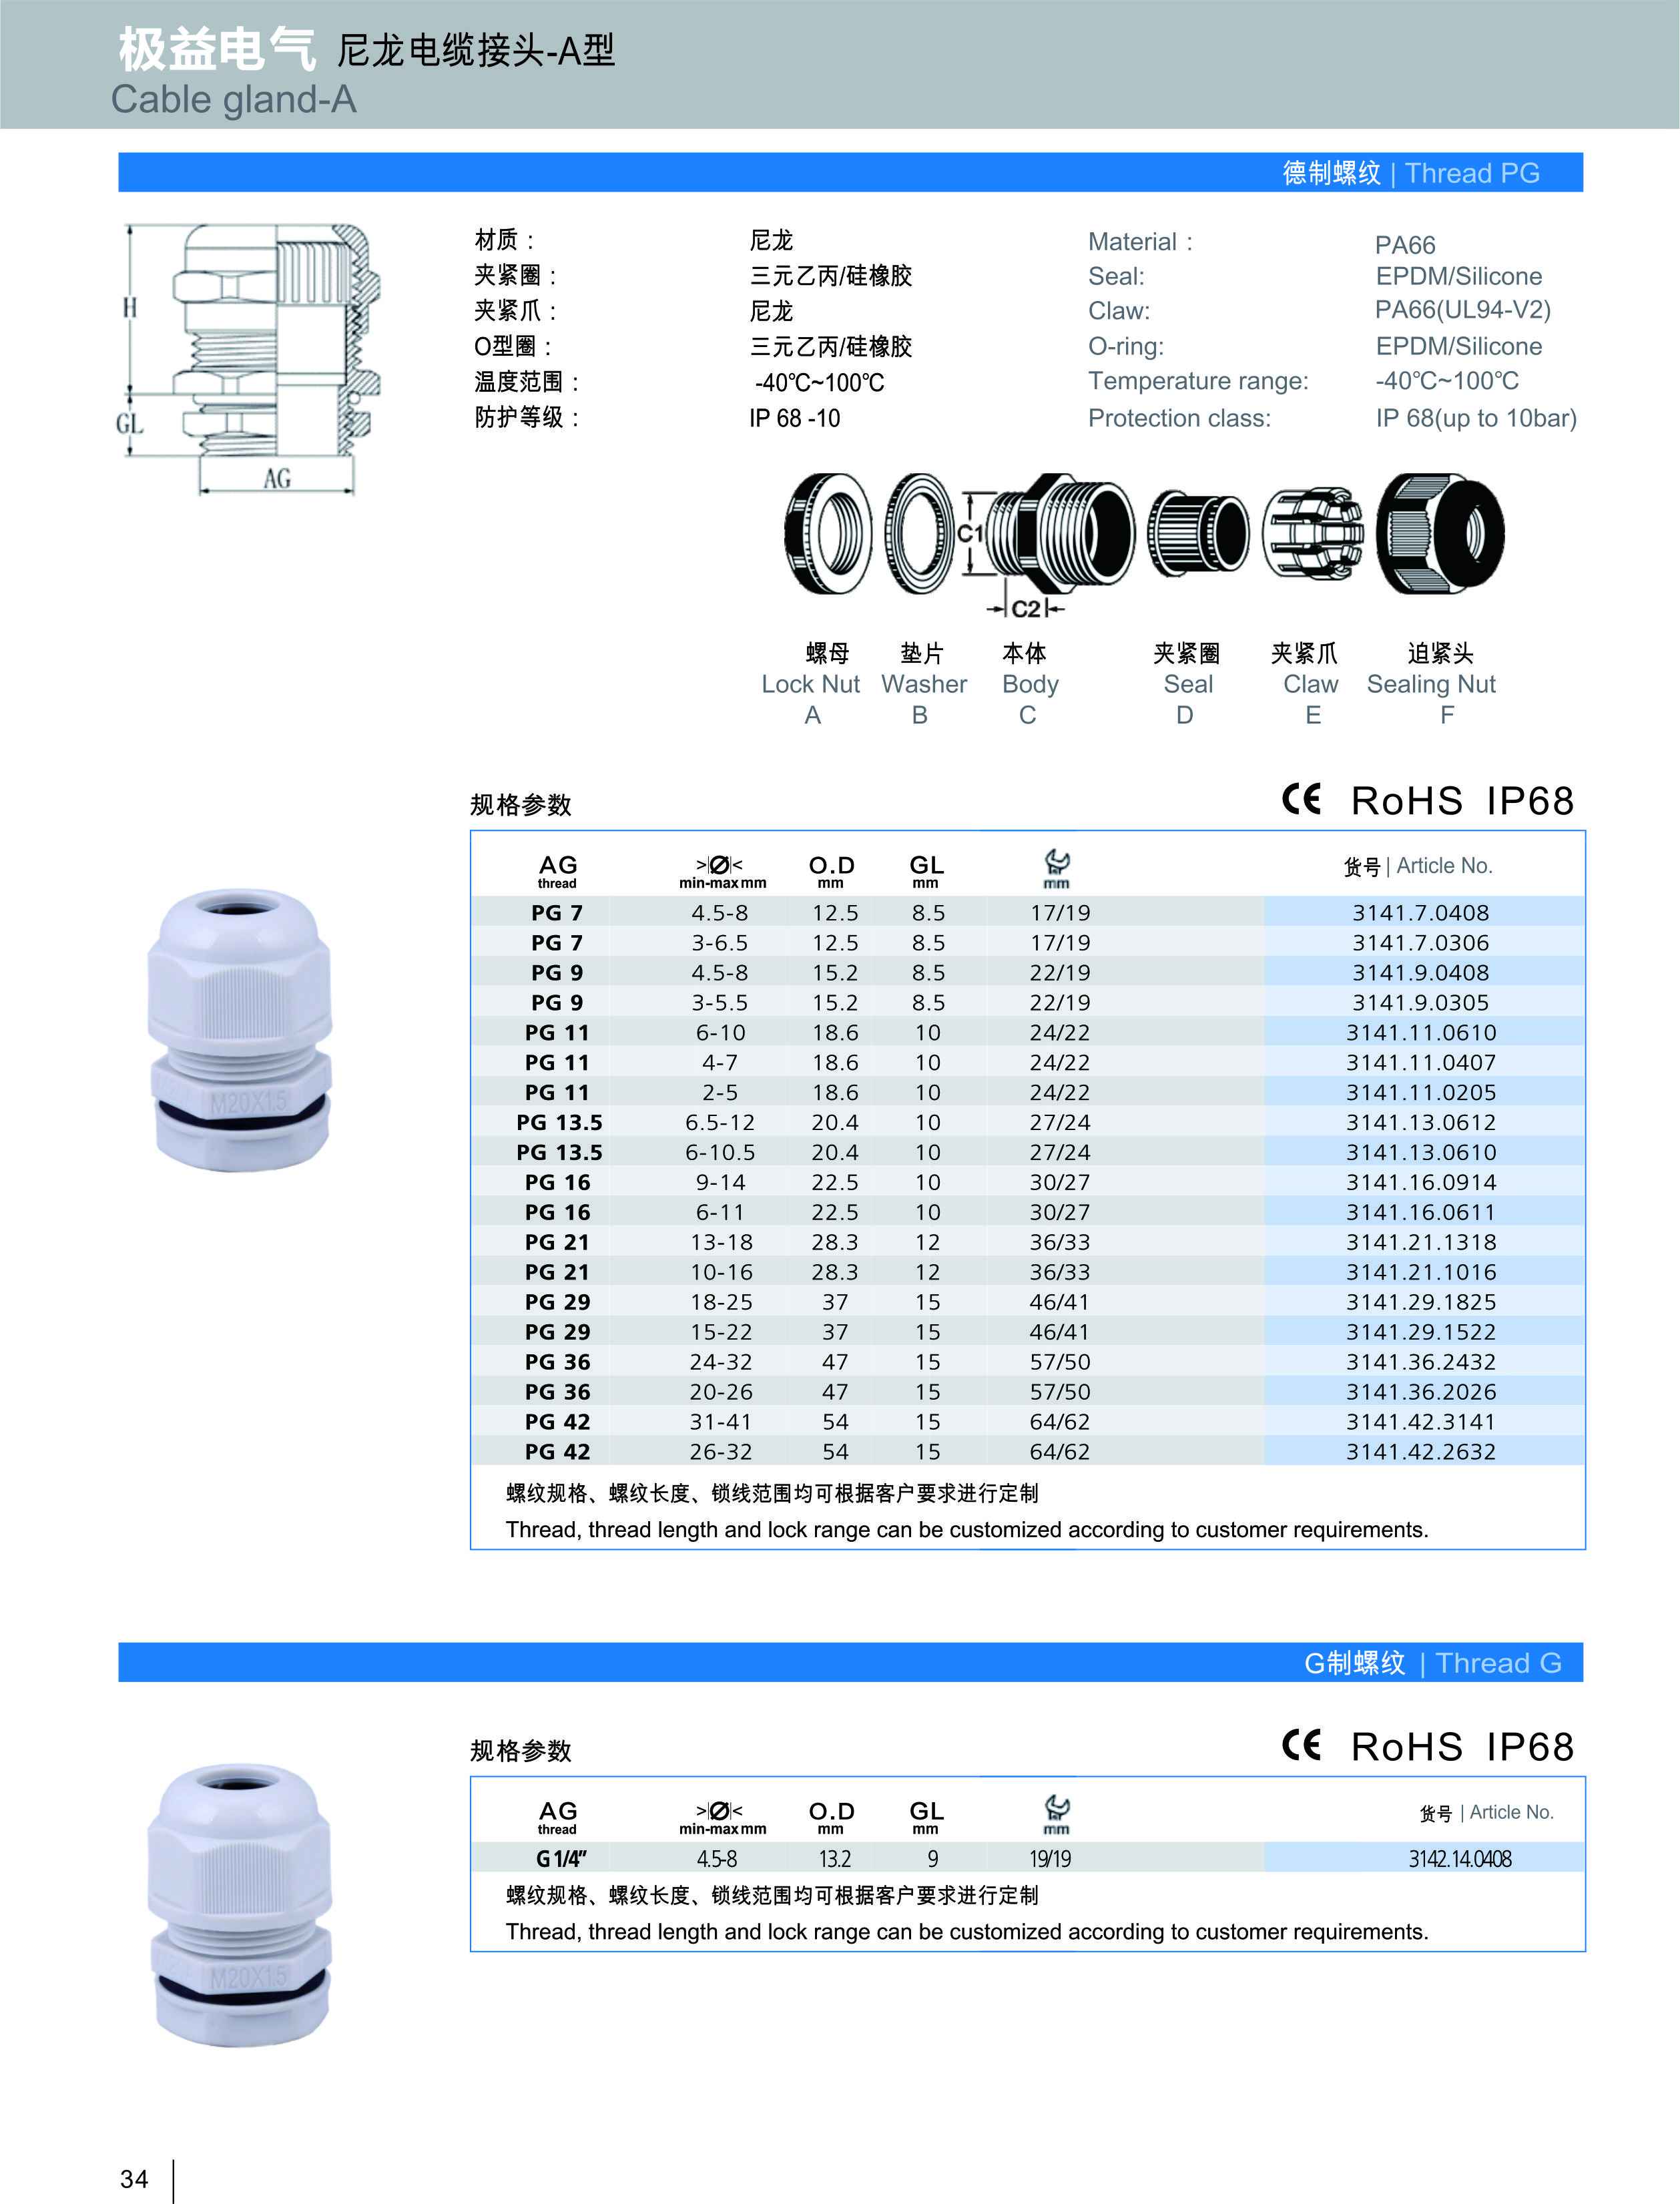 极益电气 尼龙电缆接头-A型
Cable gland-A
德制螺纹 | Thread PG
H
GL
AG
材质： 尼龙 Material： PA66
夹紧圈： 三元乙丙/硅橡胶 Seal: EPDM/Silicone
夹紧爪： 尼龙 Claw: PA66(UL94-V2)
O型圈： 三元乙丙/硅橡胶 O-ring: EPDM/Silicone
温度范围： -40℃~100℃ Temperature range: -40℃~100℃
防护等级： IP 68 -10 Protection class: IP 68(up to 10bar)
C1
C2
螺母 垫片 本体 夹紧圈 夹紧爪 迫紧头
Lock Nut Washer Body Seal Claw Sealing Nut
A B C D E F
规格参数 CE RoHS IP68
AG >|Ø|< O.D GL 货号 | Article No.
thread min-max mm mm mm mm
PG 7 4.5-8 12.5 8.5 17/19 3141.7.0408
PG 7 3-6.5 12.5 8.5 17/19 3141.7.0306
PG 9 4.5-8 15.2 8.5 22/19 3141.9.0408
PG 9 3-5.5 15.2 8.5 22/19 3141.9.0305
PG 11 6-10 18.6 10 24/22 3141.11.0610
PG 11 4-7 18.6 10 24/22 3141.11.0407
PG 11 2-5 18.6 10 24/22 3141.11.0205
PG 13.5 6.5-12 20.4 10 27/24 3141.13.0612
PG 13.5 6-10.5 20.4 10 27/24 3141.13.0610
PG 16 9-14 22.5 10 30/27 3141.16.0914
PG 16 6-11 22.5 10 30/27 3141.16.0611
PG 21 13-18 28.3 12 36/33 3141.21.1318
PG 21 10-16 28.3 12 36/33 3141.21.1016
PG 29 18-25 37 15 46/41 3141.29.1825
PG 29 15-22 37 15 46/41 3141.29.1522
PG 36 24-32 47 15 57/50 3141.36.2432
PG 36 20-26 47 15 57/50 3141.36.2026
PG 42 31-41 54 15 64/62 3141.42.3141
PG 42 26-32 54 15 64/62 3141.42.2632
螺纹规格、螺纹长度、锁线范围均可根据客户要求进行定制
Thread, thread length and lock range can be customized according to customer requirements.
M20X1.5
G制螺纹 | Thread G
规格参数 CE RoHS IP68
AG >|Ø|< O.D GL 货号 | Article No.
thread min-max mm mm mm mm
G 1/4″ 4.5-8 13.2 9 19/19 3142.14.0408
螺纹规格、螺纹长度、锁线范围均可根据客户要求进行定制
Thread, thread length and lock range can be customized according to customer requirements.
M20X1.5
34